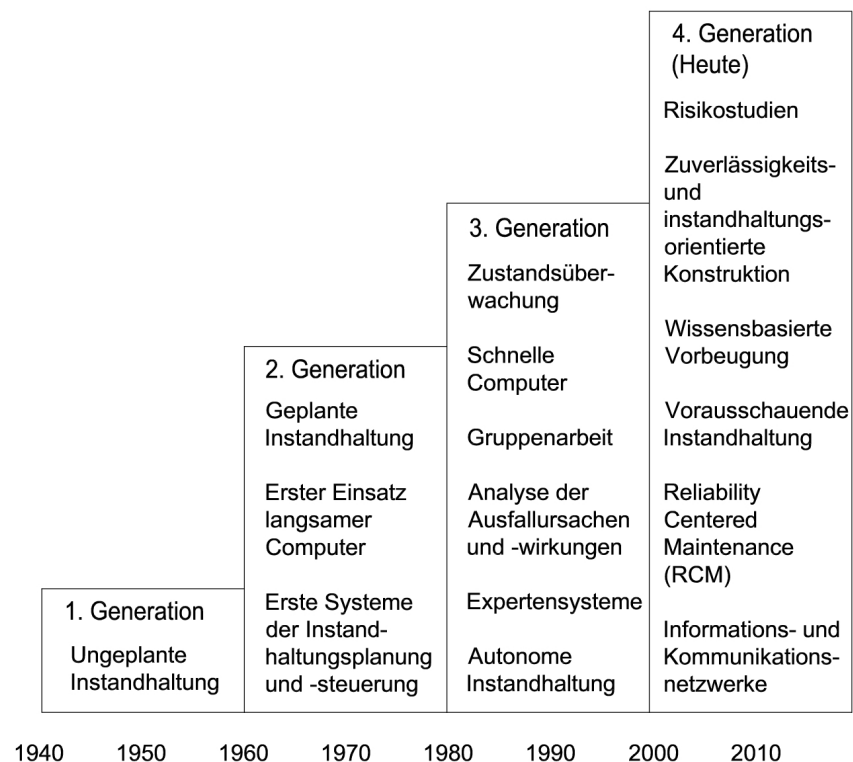 4. Generation
(Heute)
Risikostudien
Zuverlässigkeits-
und
instandhaltungs-
orientierte
Konstruktion
Wissensbasierte
Vorbeugung
Vorausschauende
Instandhaltung
Reliability
Centered
Maintenance
(RCM)
Informations- und
Kommunikations-
netzwerke
3. Generation
Zustandsüber-
wachung
Schnelle
Computer
Gruppenarbeit
Analyse der
Ausfallursachen
und -wirkungen
Expertensysteme
Autonome
Instandhaltung
2. Generation
Geplante
Instandhaltung
Erster Einsatz
langsamer
Computer
Erste Systeme
der Instand-
haltungsplanung
und -steuerung
1. Generation
Ungeplante
Instandhaltung
1940 1950 1960 1970 1980 1990 2000 2010